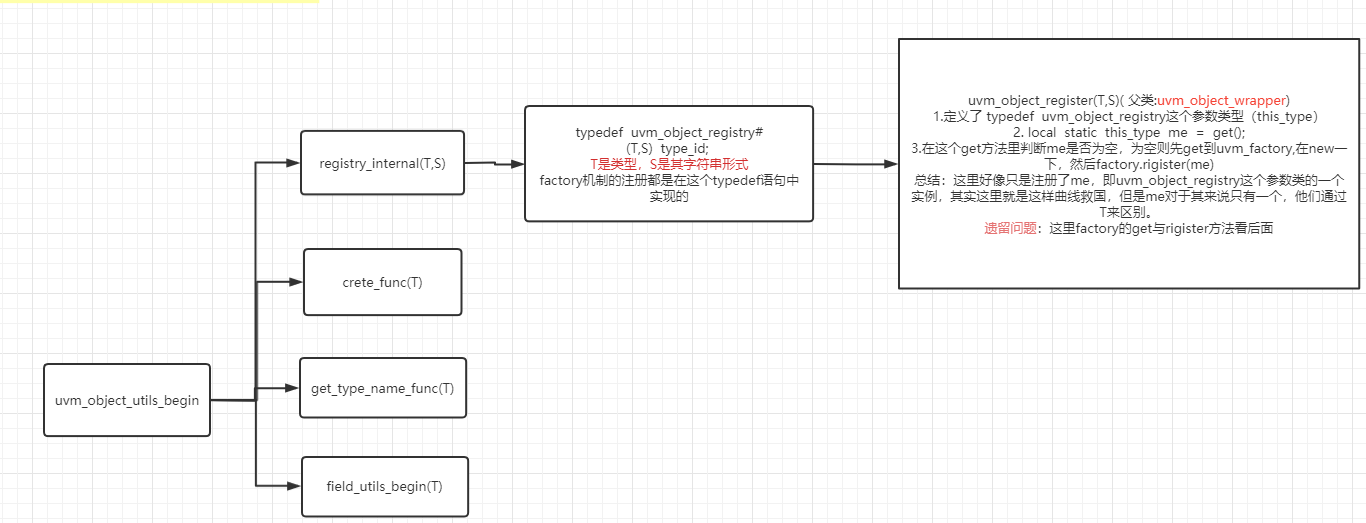 uvm_object_utils_begin
registry_internal(T,S)
crete_func(T)
get_type_name_func(T)
field_utils_begin(T)
typedef uvm_object_registry#
(T,S) type_id;
T是类型，S是其字符串形式
factory机制的注册都是在这个typedef语句中
实现的
uvm_object_register(T,S)( 父类:uvm_object_wrapper)
1.定义了 typedef uvm_object_registry这个参数类型（this_type）
2. local static this_type me = get();
3.在这个get方法里判断me是否为空，为空则先get到uvm_factory,在new一
下，然后factory.rigister(me)
总结：这里好像只是注册了me，即uvm_object_registry这个参数类的一个
实例，其实这里就是这样曲线救国，但是me对于其来说只有一个，他们通过
T来区别。
遗留问题：这里factory的get与rigister方法看后面